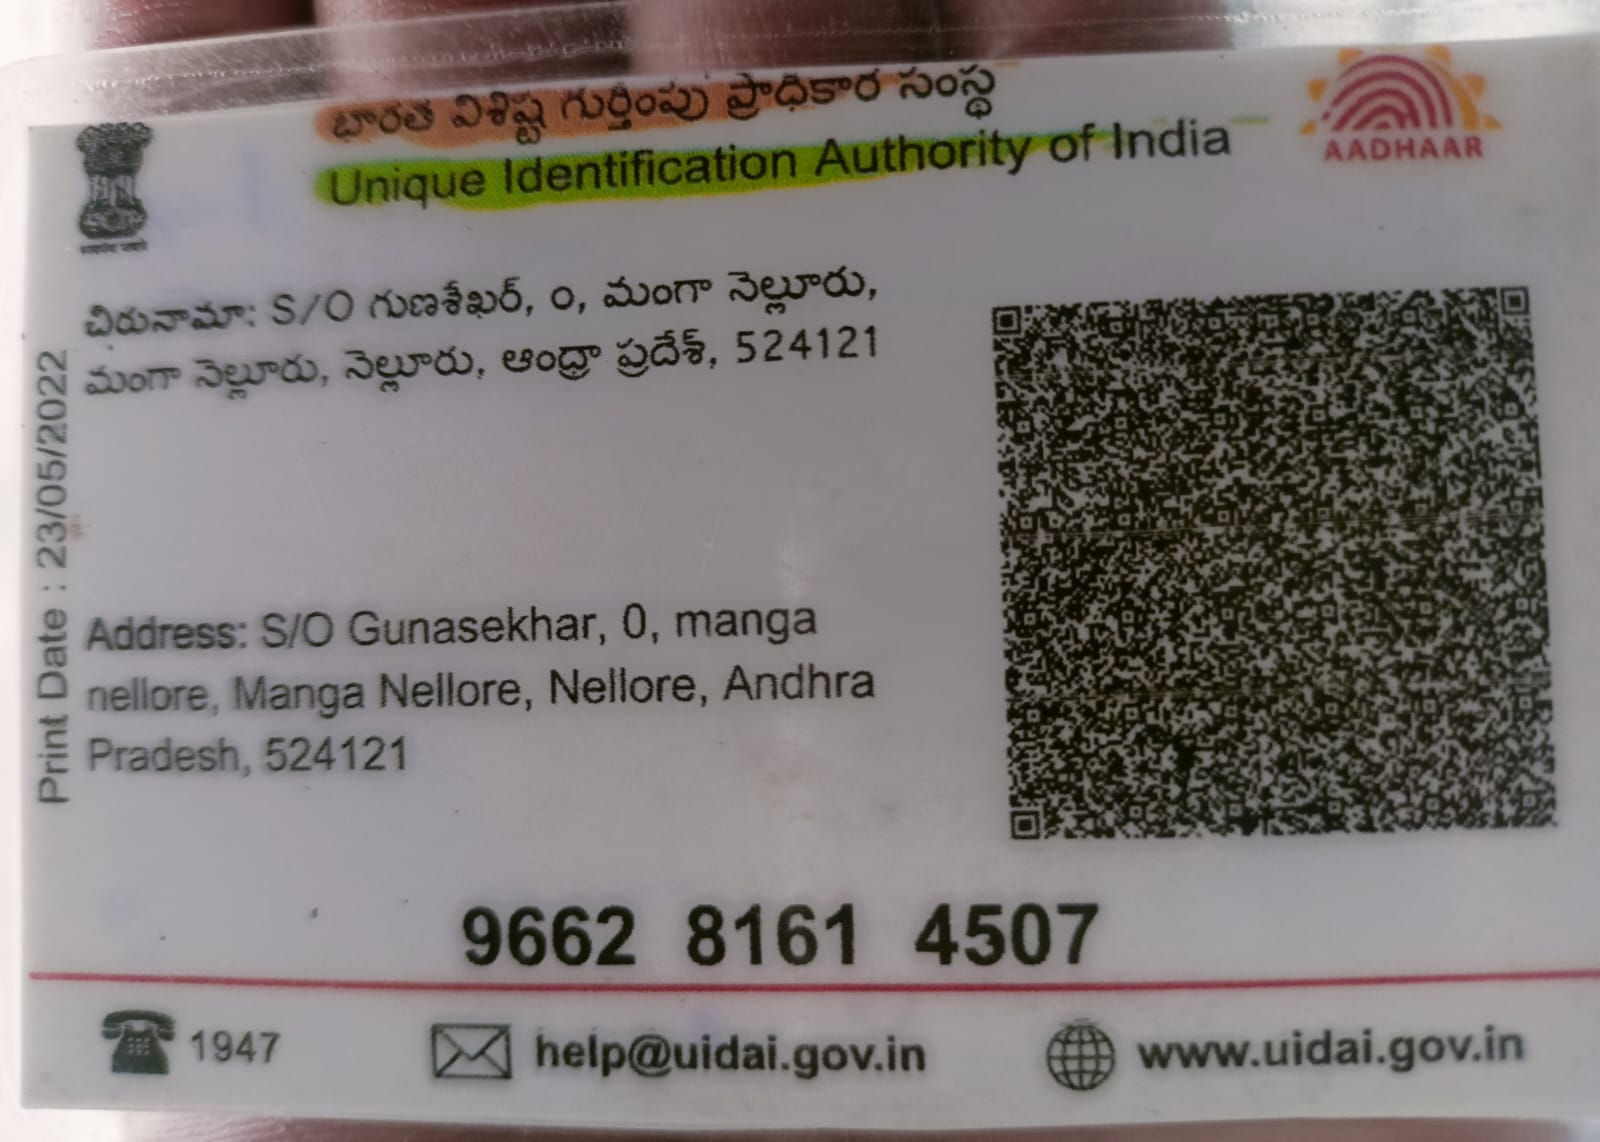 భారత విశిష్ట గుర్తింపు ప్రాధికార సంస్థ
Unique Identification Authority of India
AADHAAR
చిరునామా: S/O గుణశేఖర్, ం, మంగా నెల్లూరు,
మంగా నెల్లూరు, నెల్లూరు, ఆంధ్రా ప్రదేశ్, 524121
Print Date : 23/05/2022
Address: S/O Gunasekhar, 0, manga
nellore, Manga Nellore, Nellore, Andhra
Pradesh, 524121
9662 8161 4507
1947
help@uidai.gov.in
www.uidai.gov.in